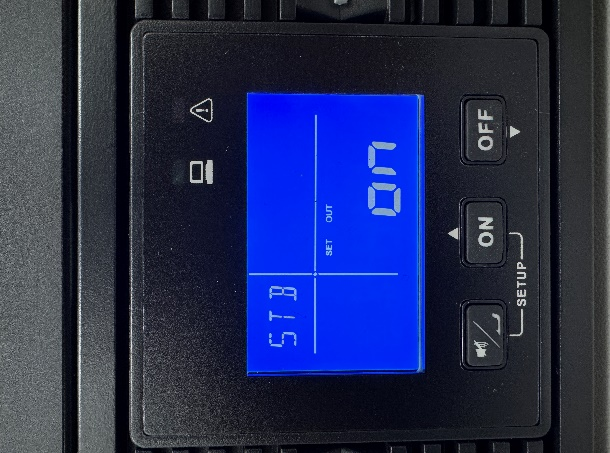 STB
SET OUT
ON
ON OFF
SETUP